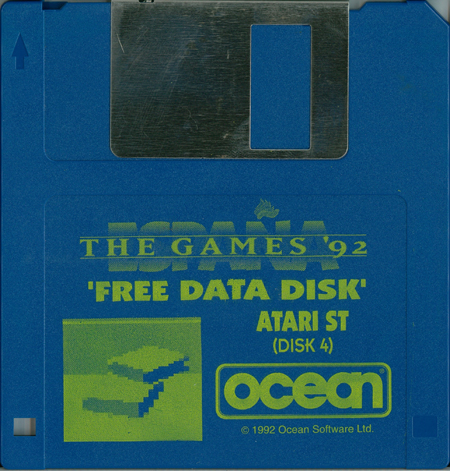 ESPAÑA
THE GAMES '92
'FREE DATA DISK'
ATARI ST
(DISK 4)
ocean®
© 1992 Ocean Software Ltd.